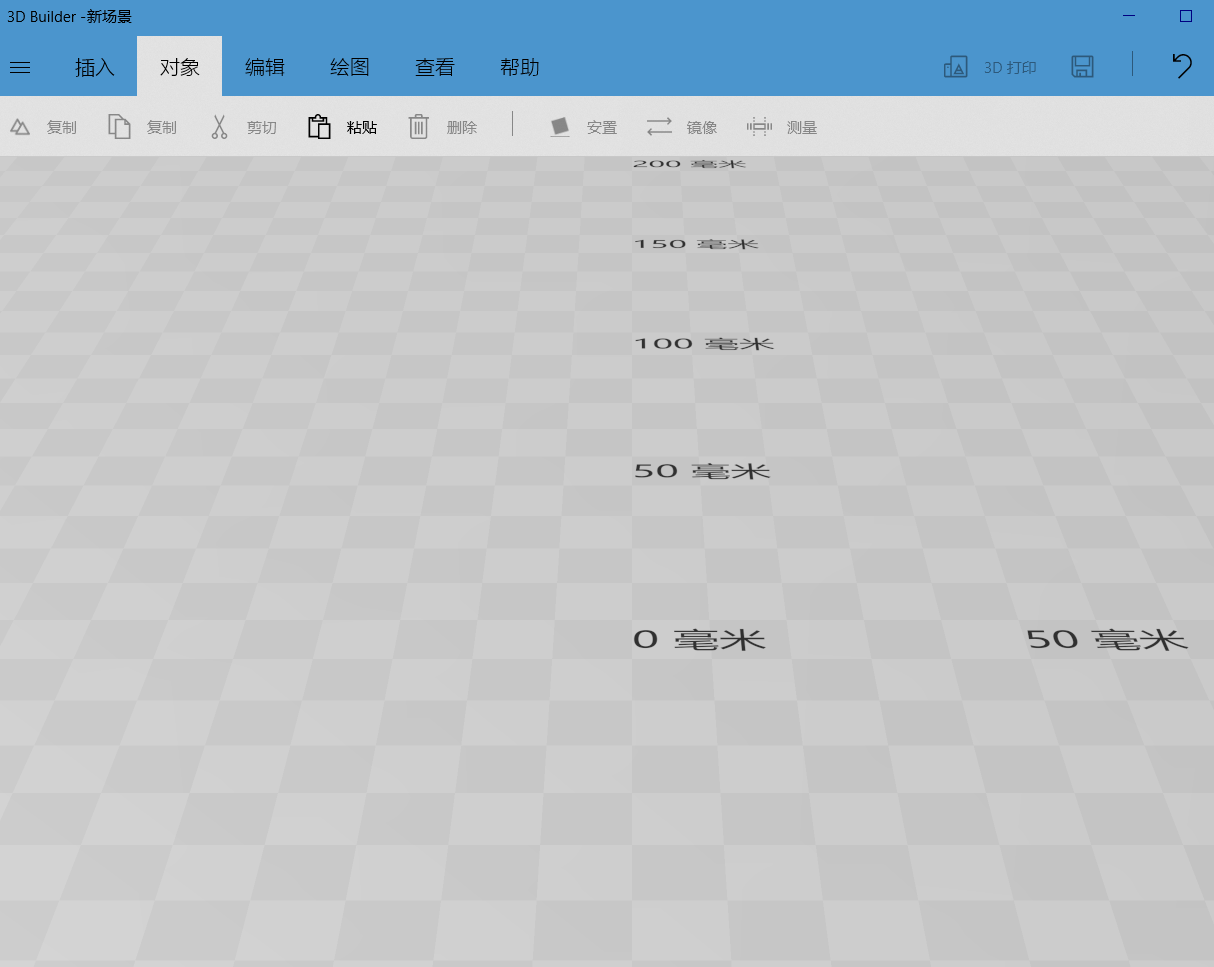 3D Builder -新场景
插入 对象 编辑 绘图 查看 帮助 3D 打印
复制 复制 剪切 粘贴 删除 安置 镜像 测量
200 毫米
150 毫米
100 毫米
50 毫米
0 毫米 50 毫米